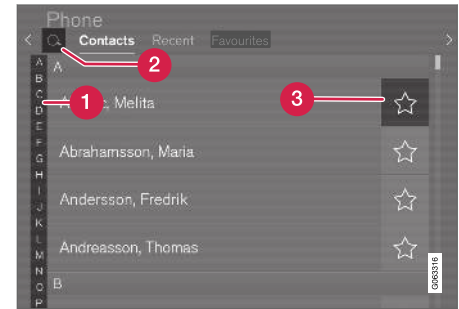 Phone
Contacts Recent Favourites
2
A
A
B
C
D
1
Melita
3
E
F
G
Abrahamsson, Maria
H
I
J
Andersson, Fredrik
K
L
M
Andreasson, Thomas
N
O
B
P
G063316